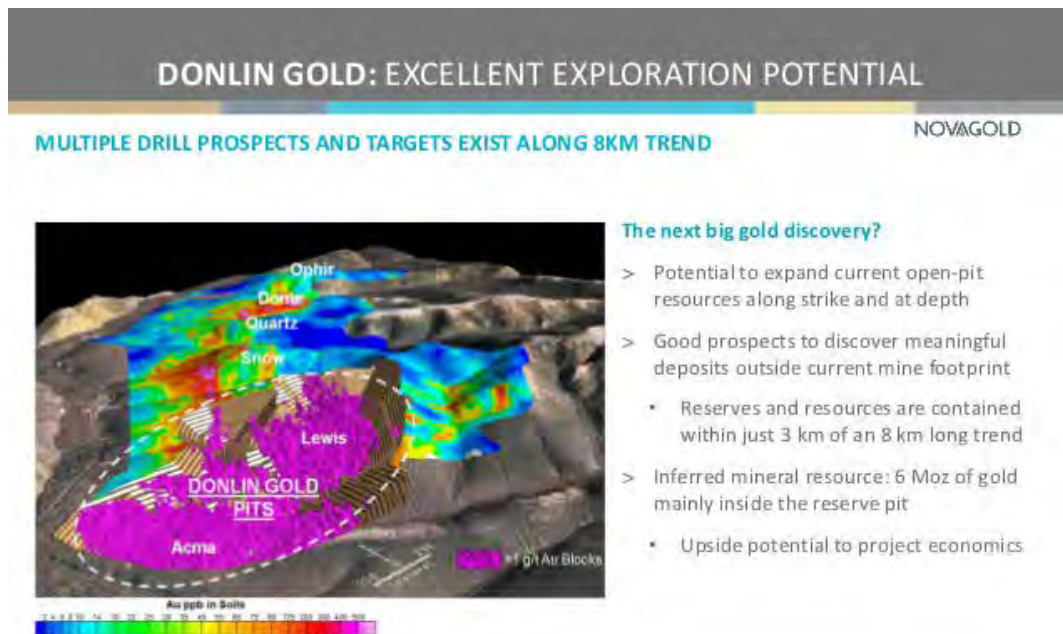 DONLIN GOLD: EXCELLENT EXPLORATION POTENTIAL
NOVAGOLD
MULTIPLE DRILL PROSPECTS AND TARGETS EXIST ALONG 8KM TREND
Ophir
Dome
Quartz
Snow
Lewis
DONLIN GOLD
PITS
Acma
>1 g/t Au Blocks
Au ppb in Soils
The next big gold discovery?
> Potential to expand current open-pit
resources along strike and at depth
> Good prospects to discover meaningful
deposits outside current mine footprint
• Reserves and resources are contained
within just 3 km of an 8 km long trend
> Inferred mineral resource: 6 Moz of gold
mainly inside the reserve pit
• Upside potential to project economics